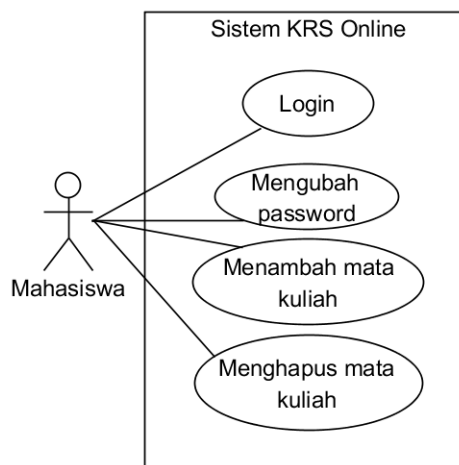 Sistem KRS Online
Login
Mengubah
password
Menambah mata
kuliah
Mahasiswa
Menghapus mata
kuliah